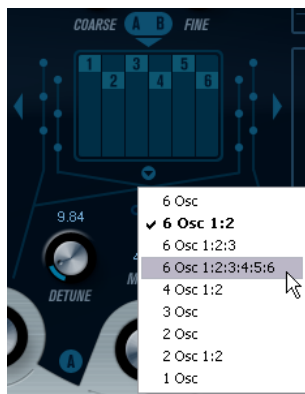 COARSE A B FINE
1 3 5
2 4 6
9.84
DETUNE
A
6 Osc
6 Osc 1:2
6 Osc 1:2:3
6 Osc 1:2:3:4:5:6
4 Osc 1:2
3 Osc
2 Osc
2 Osc 1:2
1 Osc